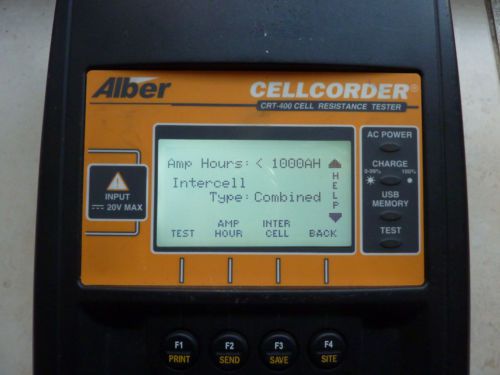 Alber
CELLCORDER®
CRT-400 CELL RESISTANCE TESTER
AC POWER
CHARGE
0-99% 100%
USB
MEMORY
TEST
INPUT
20V MAX
Amp Hours: < 1000AH
Intercell
Type: Combined
HELP
TEST AMP HOUR INTER CELL BACK
F1 F2 F3 F4
PRINT SEND SAVE SITE